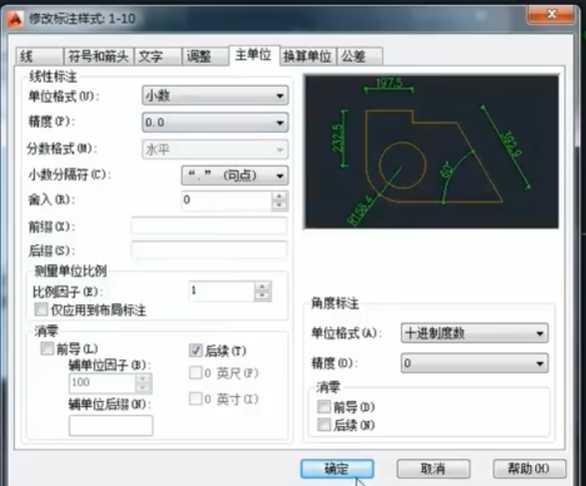 修改标注样式: 1-10
线 符号和箭头 文字 调整 主单位 换算单位 公差
线性标注
单位格式(U): 小数
精度(P): 0.0
分数格式(M): 水平
小数分隔符(C): “.” (句点)
舍入(R): 0
前缀(X):
后缀(S):
测量单位比例
比例因子(E): 1
仅应用到布局标注
消零
前导(L) 后续(T)
辅单位因子(B): 0 英尺(F)
100
辅单位后缀(N): 0 英寸(I)
197.5
232.5
392.9
60°
角度标注
单位格式(A): 十进制度数
精度(O): 0
消零
前导(D)
后续(N)
确定 取消 帮助(H)